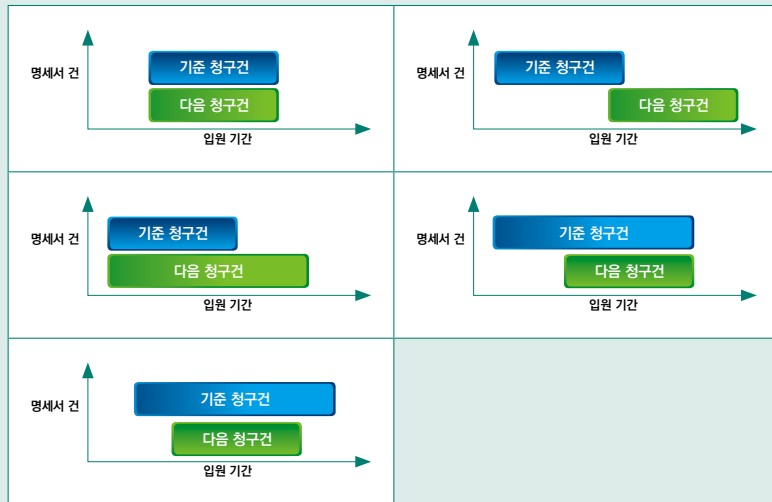 기준 청구건
명세서 건
다음 청구건
입원 기간
기준 청구건
명세서 건
다음 청구건
입원 기간
기준 청구건
명세서 건
다음 청구건
입원 기간
기준 청구건
명세서 건
다음 청구건
입원 기간
기준 청구건
명세서 건
다음 청구건
입원 기간